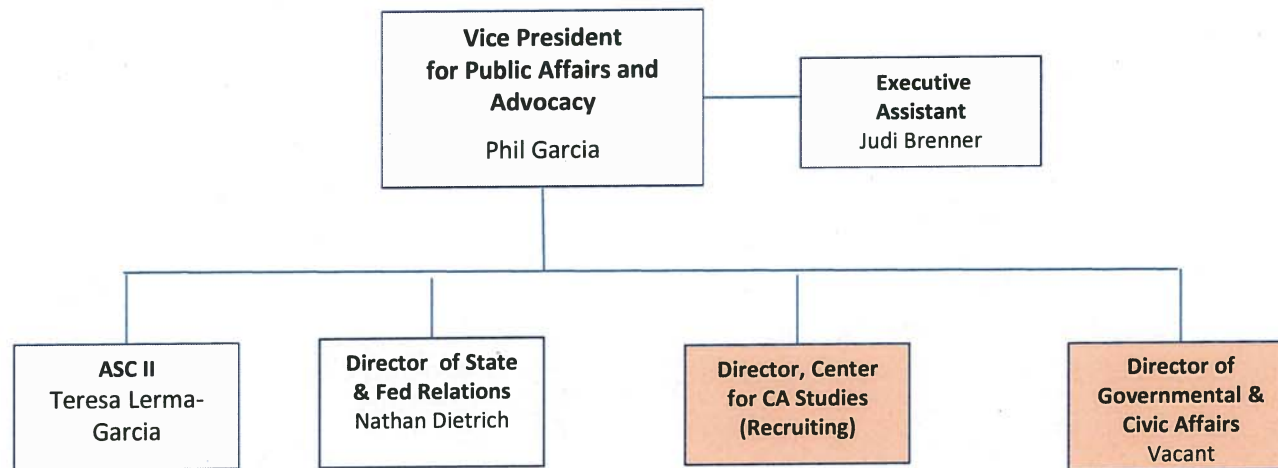 Vice President
for Public Affairs and
Advocacy
Phil Garcia
Executive
Assistant
Judi Brenner
ASC II
Teresa Lerma-
Garcia
Director of State
& Fed Relations
Nathan Dietrich
Director, Center
for CA Studies
(Recruiting)
Director of
Governmental &
Civic Affairs
Vacant